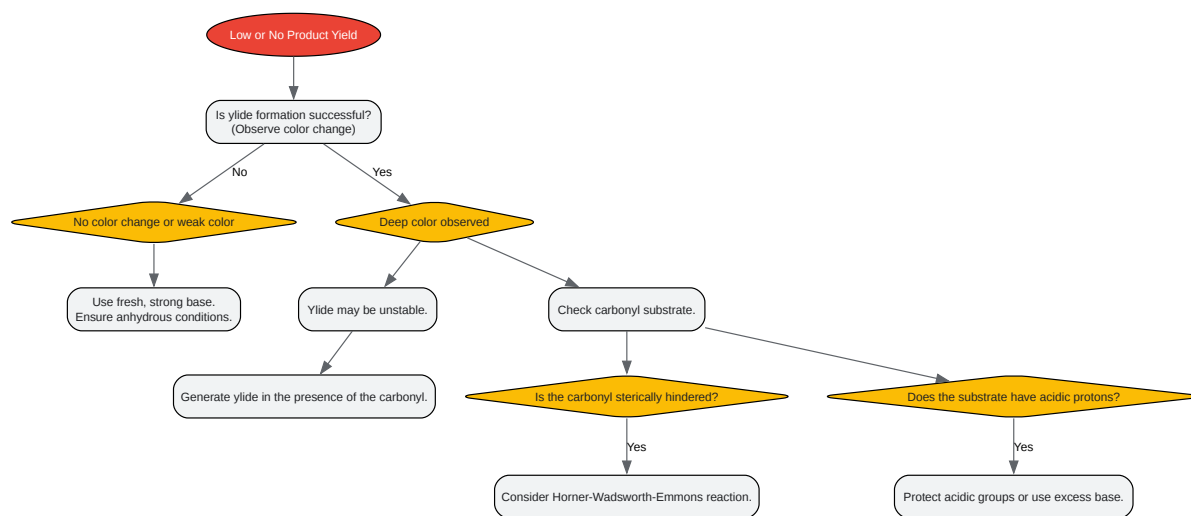 Low or No Product Yield
Is ylide formation successful?
(Observe color change)
No
Yes
No color change or weak color
Deep color observed
Use fresh, strong base.
Ensure anhydrous conditions.
Ylide may be unstable.
Check carbonyl substrate.
Generate ylide in the presence of the carbonyl.
Is the carbonyl sterically hindered?
Does the substrate have acidic protons?
Yes
Yes
Consider Horner-Wadsworth-Emmons reaction.
Protect acidic groups or use excess base.